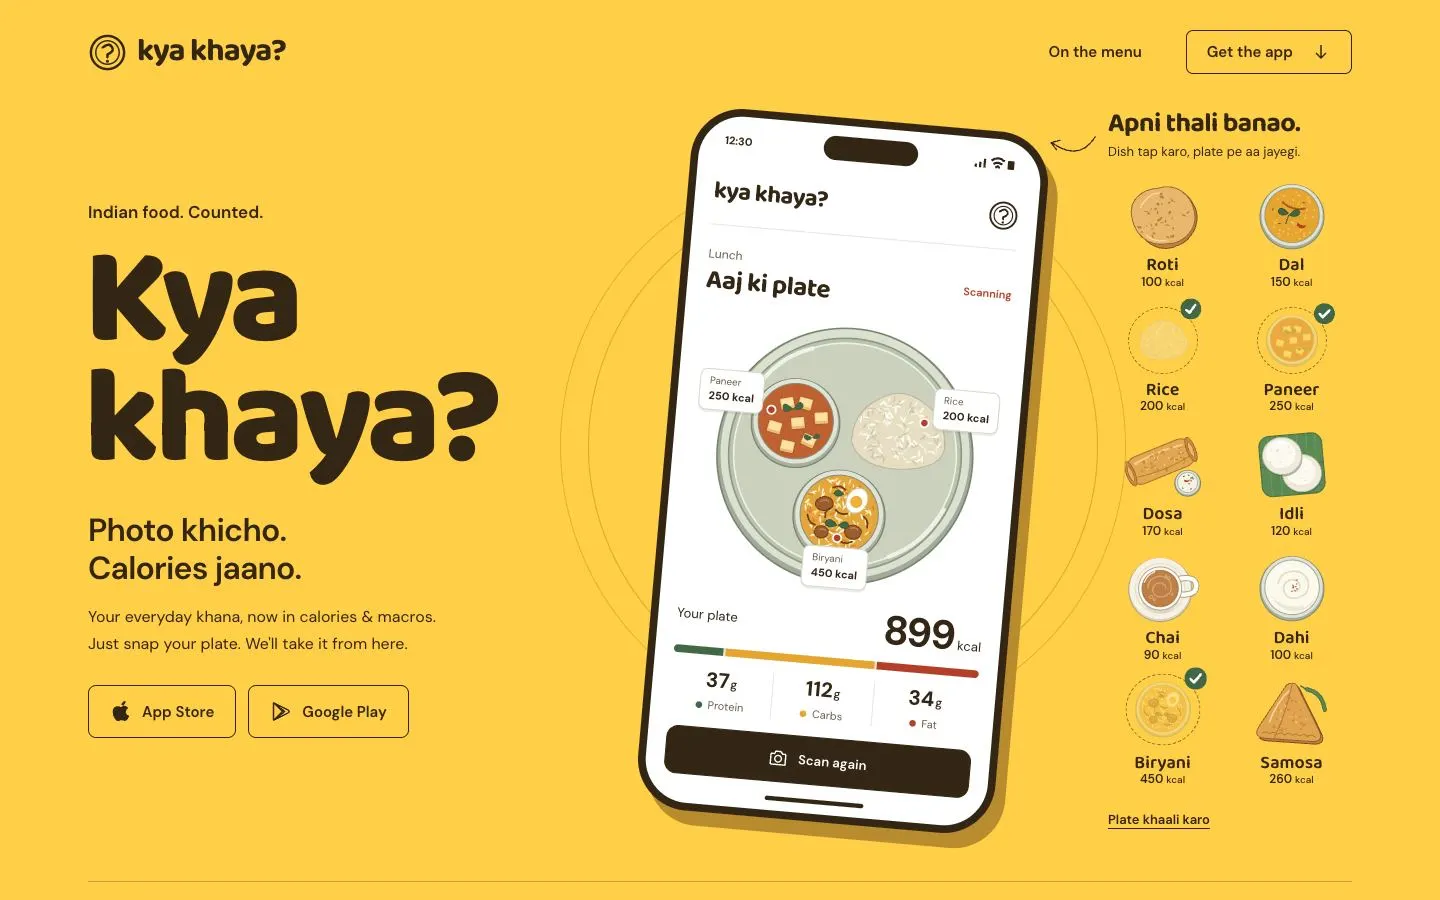 kya khaya?
On the menu
Get the app
Indian food. Counted.
Kya
khaya?
Photo khicho.
Calories jaano.
Your everyday khana, now in calories & macros.
Just snap your plate. We'll take it from here.
App Store
Google Play
12:30
kya khaya?
?
Lunch
Aaj ki plate
Scanning
Paneer
250 kcal
Rice
200 kcal
Biryani
450 kcal
Your plate
899 kcal
37g
Protein
112g
Carbs
34g
Fat
Scan again
Apni thali banao.
Dish tap karo, plate pe aa jayegi.
Roti
100 kcal
Dal
150 kcal
Rice
200 kcal
Paneer
250 kcal
Dosa
170 kcal
Idli
120 kcal
Chai
90 kcal
Dahi
100 kcal
Biryani
450 kcal
Samosa
260 kcal
Plate khaali karo